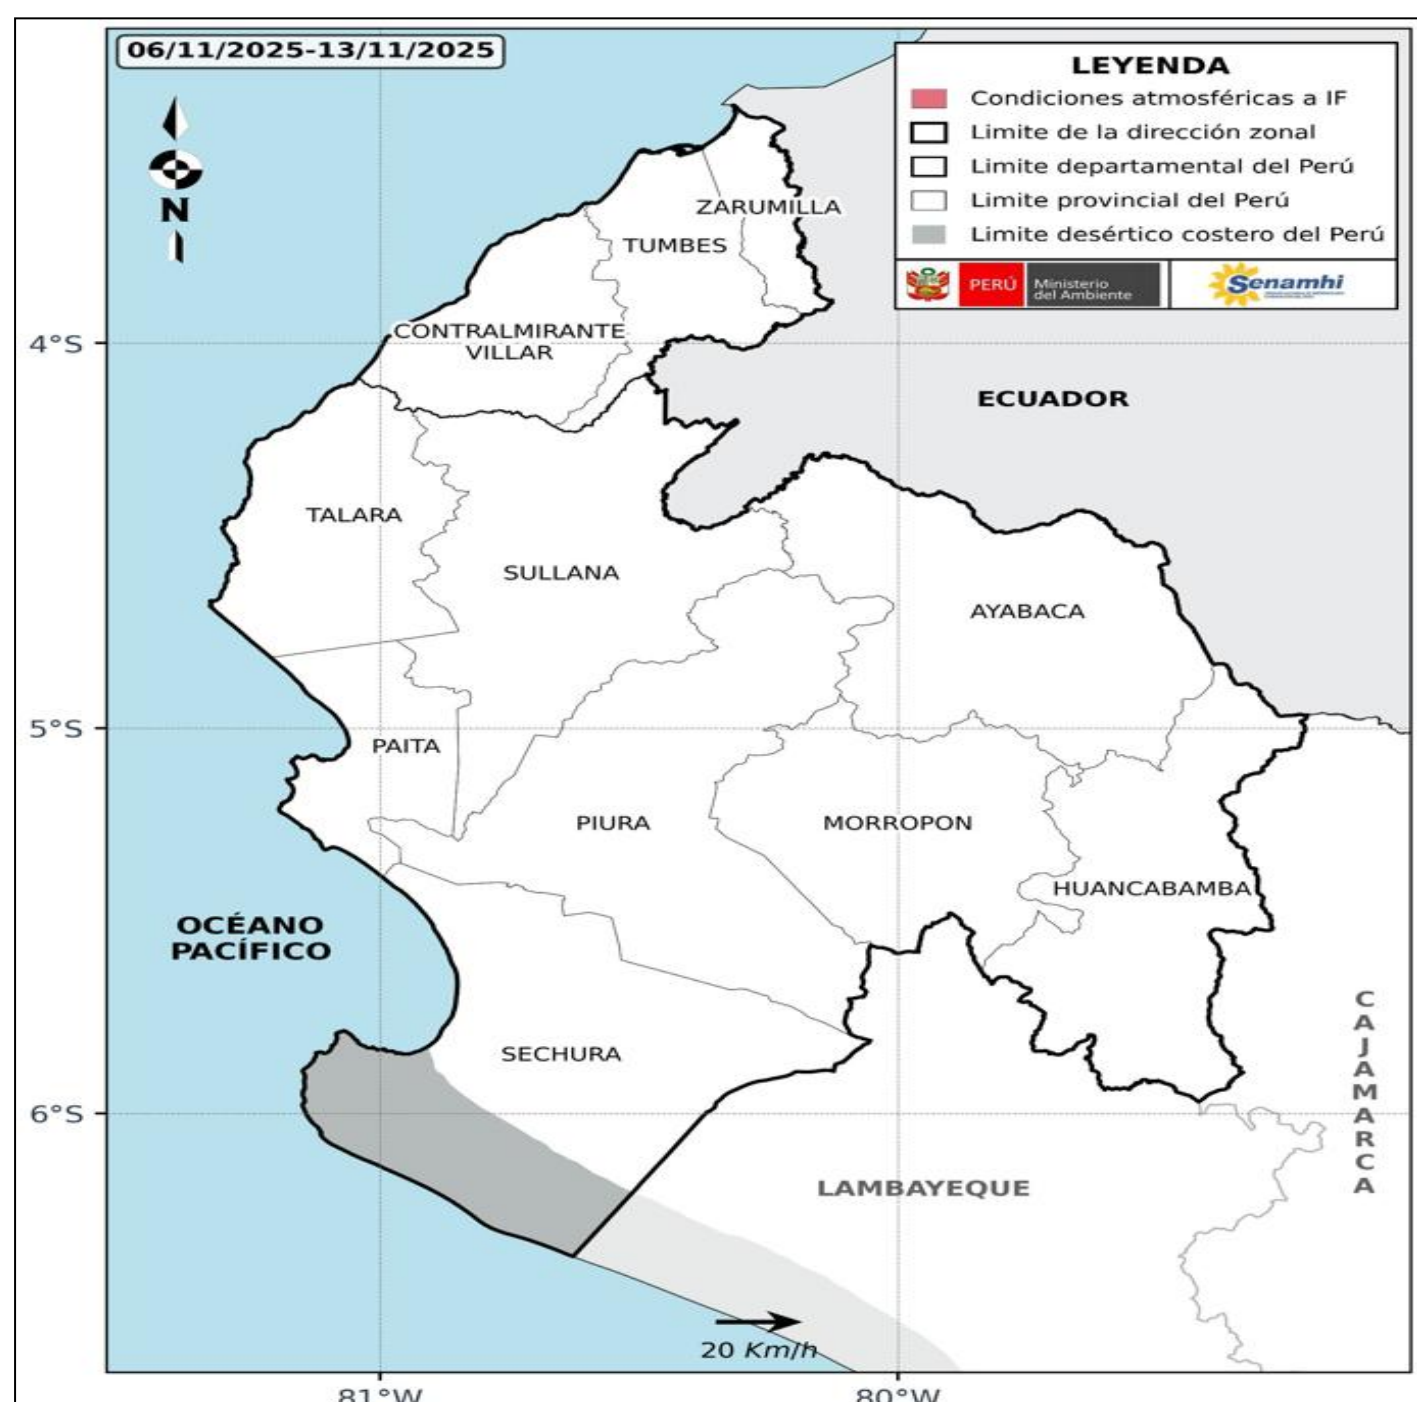 06/11/2025-13/11/2025
LEYENDA
Condiciones atmosféricas a IF
Limite de la dirección zonal
Limite departamental del Perú
Limite provincial del Perú
Limite desértico costero del Perú
PERÚ
Ministerio
del Ambiente
Senamhi
N
ZARUMILLA
TUMBES
CONTRALMIRANTE
VILLAR
4°S
ECUADOR
TALARA
SULLANA
AYABACA
5°S
PAITA
PIURA
MORROPON
HUANCABAMBA
OCÉANO
PACÍFICO
CAJAMARCA
SECHURA
6°S
LAMBAYEQUE
20 Km/h
81°W
80°W